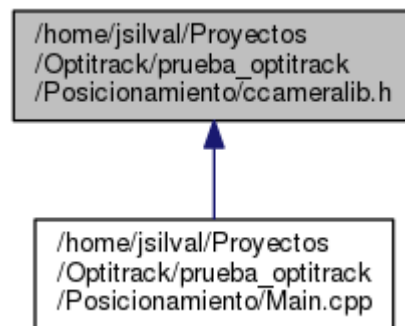 /home/jsilval/Proyectos
/Optitrack/prueba_optitrack
/Posicionamiento/ccameralib.h
/home/jsilval/Proyectos
/Optitrack/prueba_optitrack
/Posicionamiento/Main.cpp